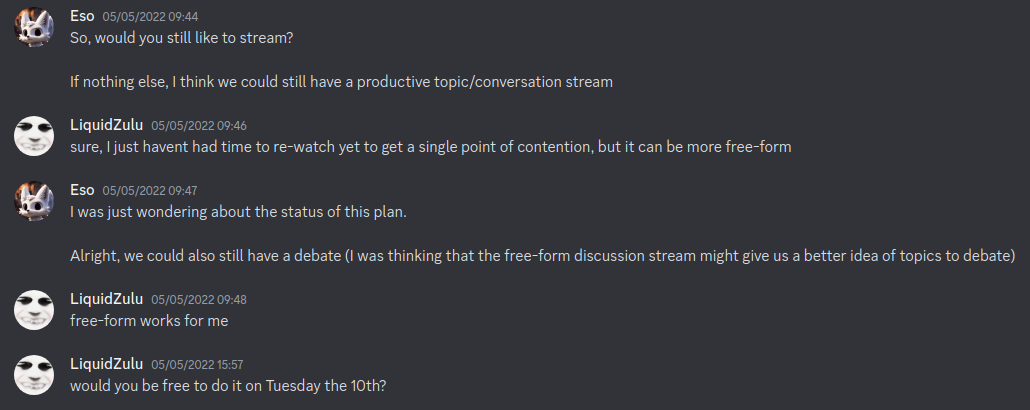 Eso 05/05/2022 09:44
So, would you still like to stream?
If nothing else, I think we could still have a productive topic/conversation stream
LiquidZulu 05/05/2022 09:46
sure, I just havent had time to re-watch yet to get a single point of contention, but it can be more free-form
Eso 05/05/2022 09:47
I was just wondering about the status of this plan.
Alright, we could also still have a debate (I was thinking that the free-form discussion stream might give us a better idea of topics to debate)
LiquidZulu 05/05/2022 09:48
free-form works for me
LiquidZulu 05/05/2022 15:57
would you be free to do it on Tuesday the 10th?